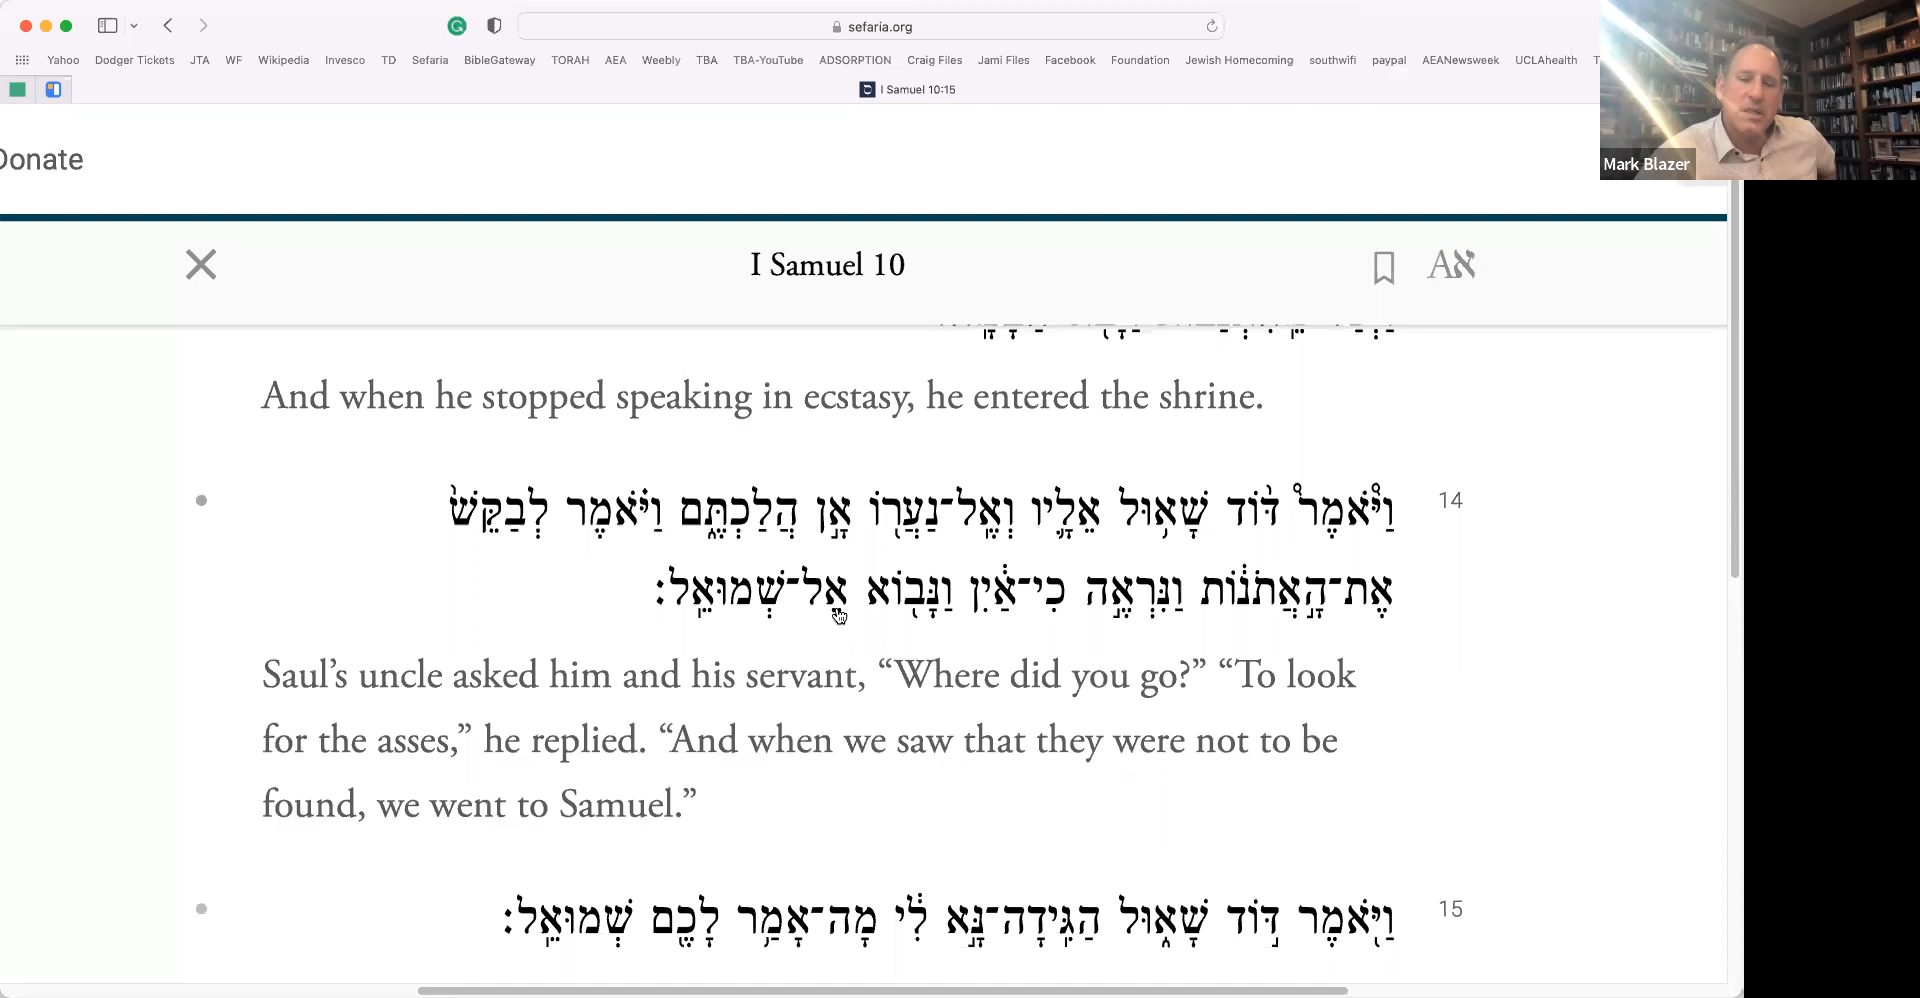 sefaria.org
Yahoo Dodger Tickets JTA WF Wikipedia Invesco TD Sefaria BibleGateway TORAH AEA Weebly TBA TBA-YouTube ADSORPTION Craig Files Jami Files Facebook Foundation Jewish Homecoming southwifi paypal AEANewsweek UCLAhealth
I Samuel 10:15
Mark Blazer
Donate
I Samuel 10
And when he stopped speaking in ecstasy, he entered the shrine.
14 וַיֹּ֩אמֶר֩ דּ֨וֹד שָׁא֥וּל אֵלָ֛יו וְאֶֽל־נַעֲר֖וֹ אָ֣ן הֲלַכְתֶּ֑ם וַיֹּ֕אמֶר לְבַקֵּשׁ֙
אֶת־הָ֣אֲתֹנ֔וֹת וַנִּרְאֶ֣ה כִי־אַ֔יִן וַנָּב֖וֹא אֶל־שְׁמוּאֵֽל׃
Saul’s uncle asked him and his servant, “Where did you go?” “To look
for the asses,” he replied. “And when we saw that they were not to be
found, we went to Samuel.”
15 וַיֹּ֖אמֶר דּ֣וֹד שָׁא֑וּל הַגִּֽידָה־נָּ֣א לִ֔י מָה־אָמַ֥ר לָכֶ֖ם שְׁמוּאֵֽל׃